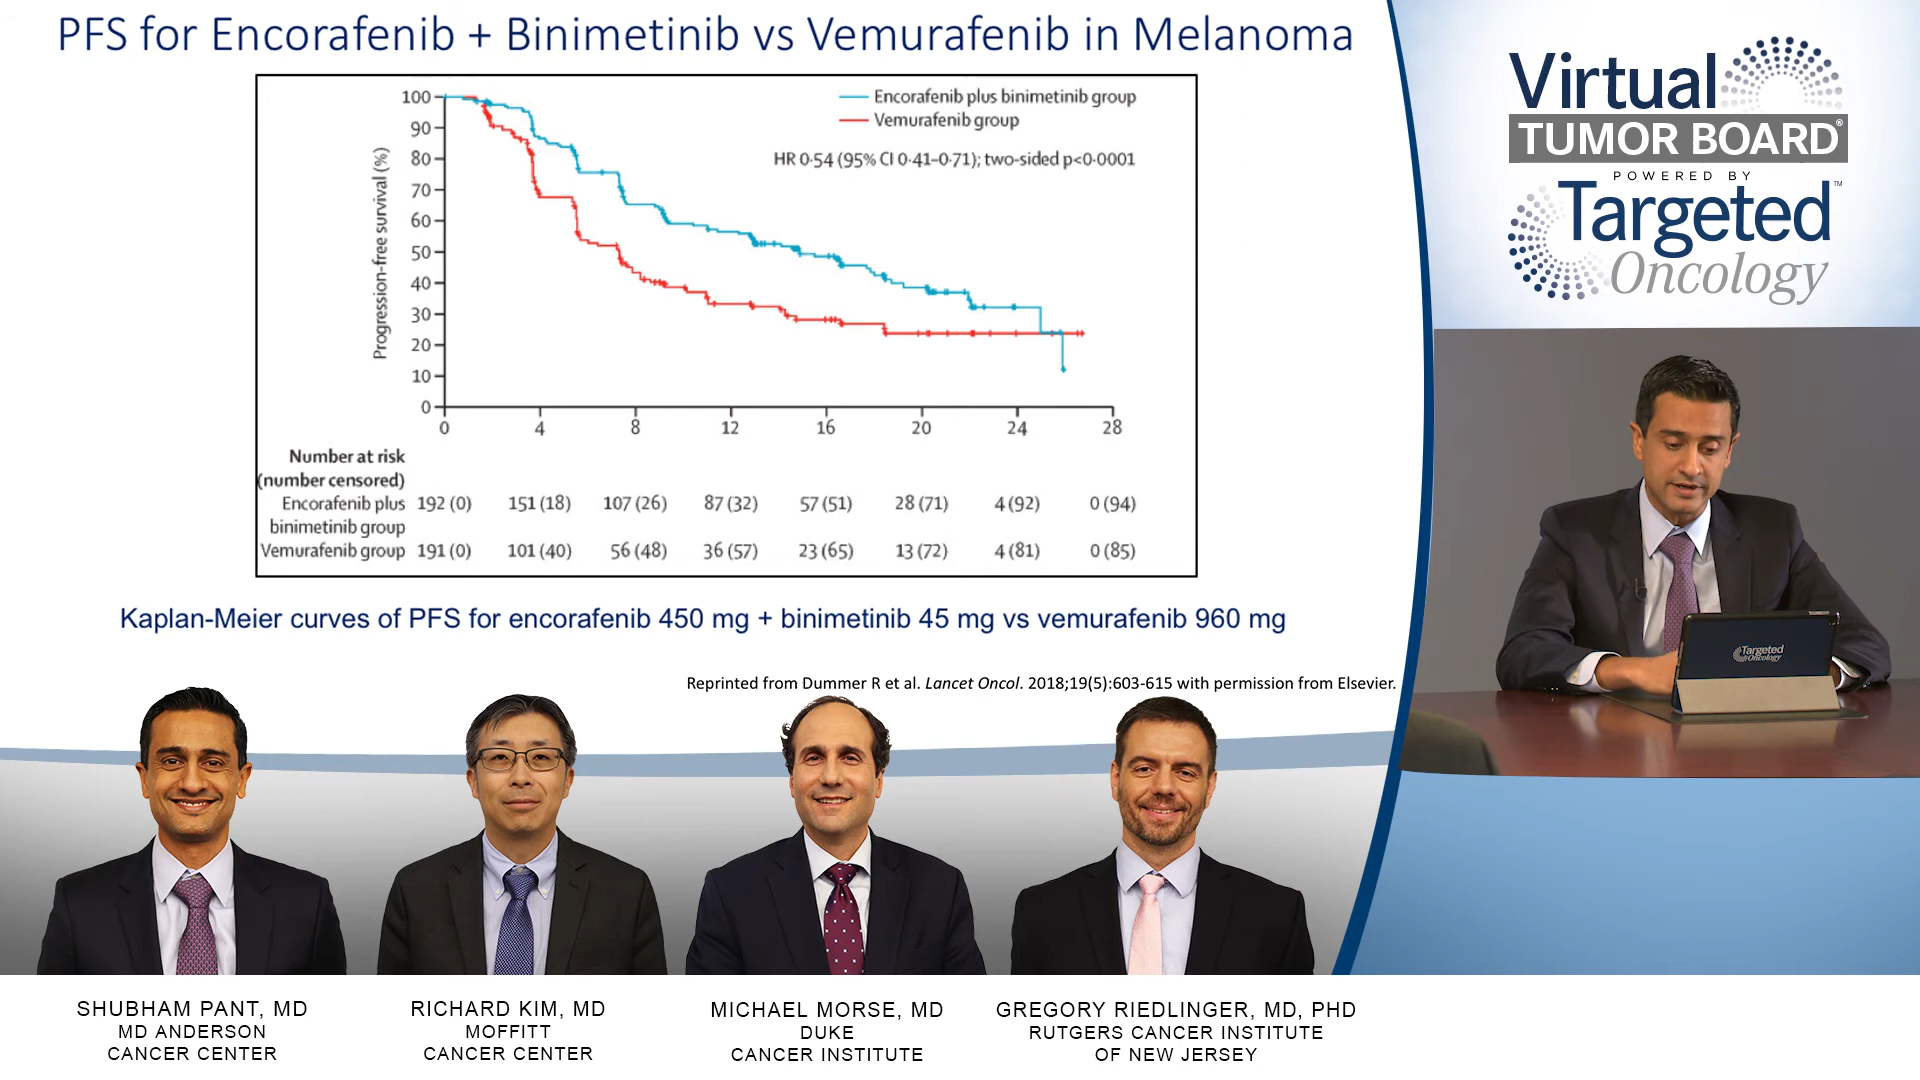 PFS for Encorafenib + Binimetinib vs Vemurafenib in Melanoma
100
90
80
70
60
50
40
30
20
10
0
Progression-free survival (%)
Encorafenib plus binimetinib group
Vemurafenib group
HR 0·54 (95% CI 0·41–0·71); two-sided p<0·0001
0 4 8 12 16 20 24 28
Number at risk
(number censored)
Encorafenib plus 192 (0) 151 (18) 107 (26) 87 (32) 57 (51) 28 (71) 4 (92) 0 (94)
binimetinib group
Vemurafenib group 191 (0) 101 (40) 56 (48) 36 (57) 23 (65) 13 (72) 4 (81) 0 (85)
Kaplan-Meier curves of PFS for encorafenib 450 mg + binimetinib 45 mg vs vemurafenib 960 mg
Reprinted from Dummer R et al. Lancet Oncol. 2018;19(5):603-615 with permission from Elsevier.
Virtual
TUMOR BOARD®
POWERED BY
Targeted™
Oncology
Targeted
Oncology
SHUBHAM PANT, MD
MD ANDERSON
CANCER CENTER
RICHARD KIM, MD
MOFFITT
CANCER CENTER
MICHAEL MORSE, MD
DUKE
CANCER INSTITUTE
GREGORY RIEDLINGER, MD, PHD
RUTGERS CANCER INSTITUTE
OF NEW JERSEY